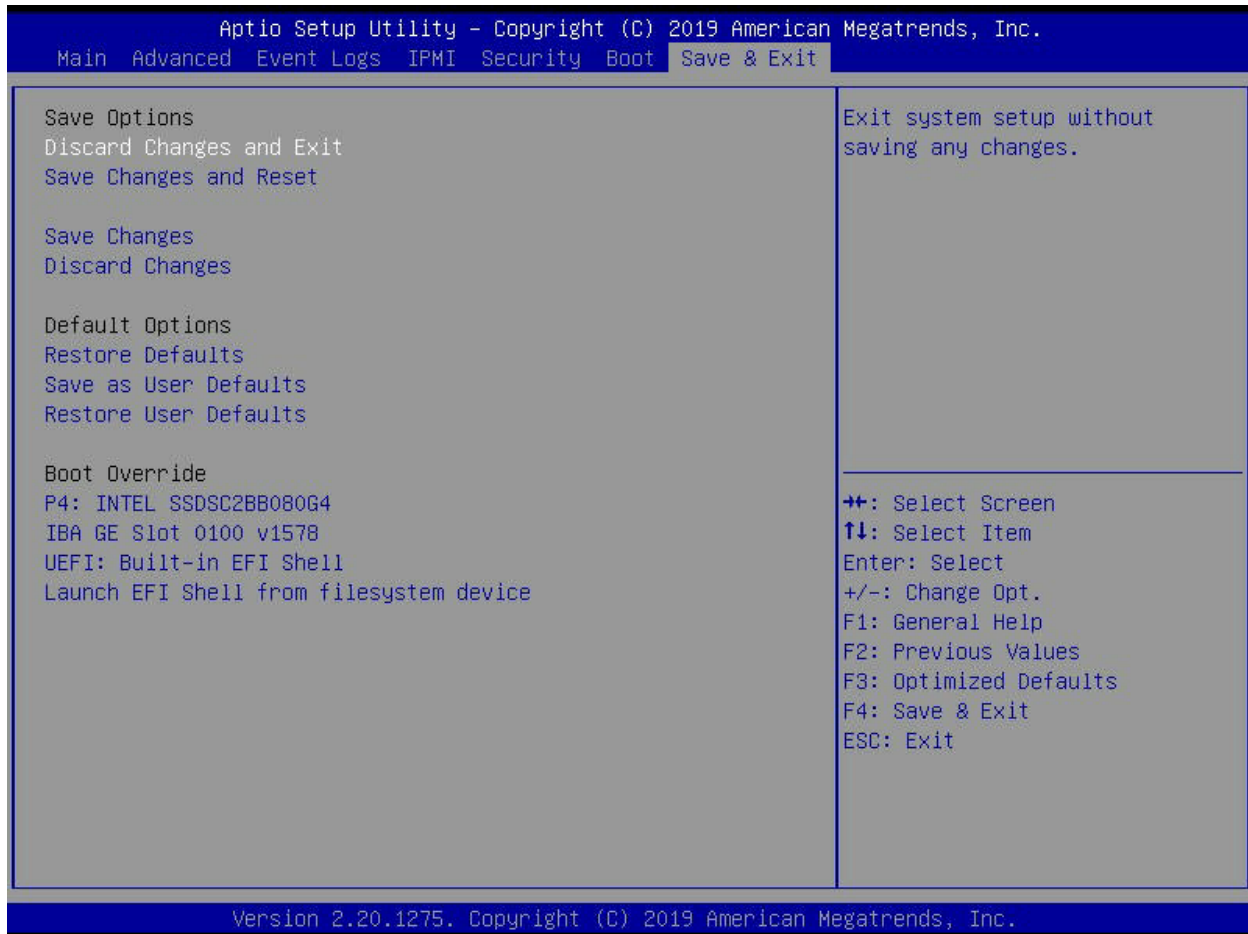 Aptio Setup Utility – Copyright (C) 2019 American Megatrends, Inc.
Main Advanced Event Logs IPMI Security Boot Save & Exit
Save Options
Discard Changes and Exit
Save Changes and Reset
Save Changes
Discard Changes
Default Options
Restore Defaults
Save as User Defaults
Restore User Defaults
Boot Override
P4: INTEL SSDSC2BB080G4
IBA GE Slot 0100 v1578
UEFI: Built-in EFI Shell
Launch EFI Shell from filesystem device
Exit system setup without
saving any changes.
→←: Select Screen
↑↓: Select Item
Enter: Select
+/-: Change Opt.
F1: General Help
F2: Previous Values
F3: Optimized Defaults
F4: Save & Exit
ESC: Exit
Version 2.20.1275. Copyright (C) 2019 American Megatrends, Inc.